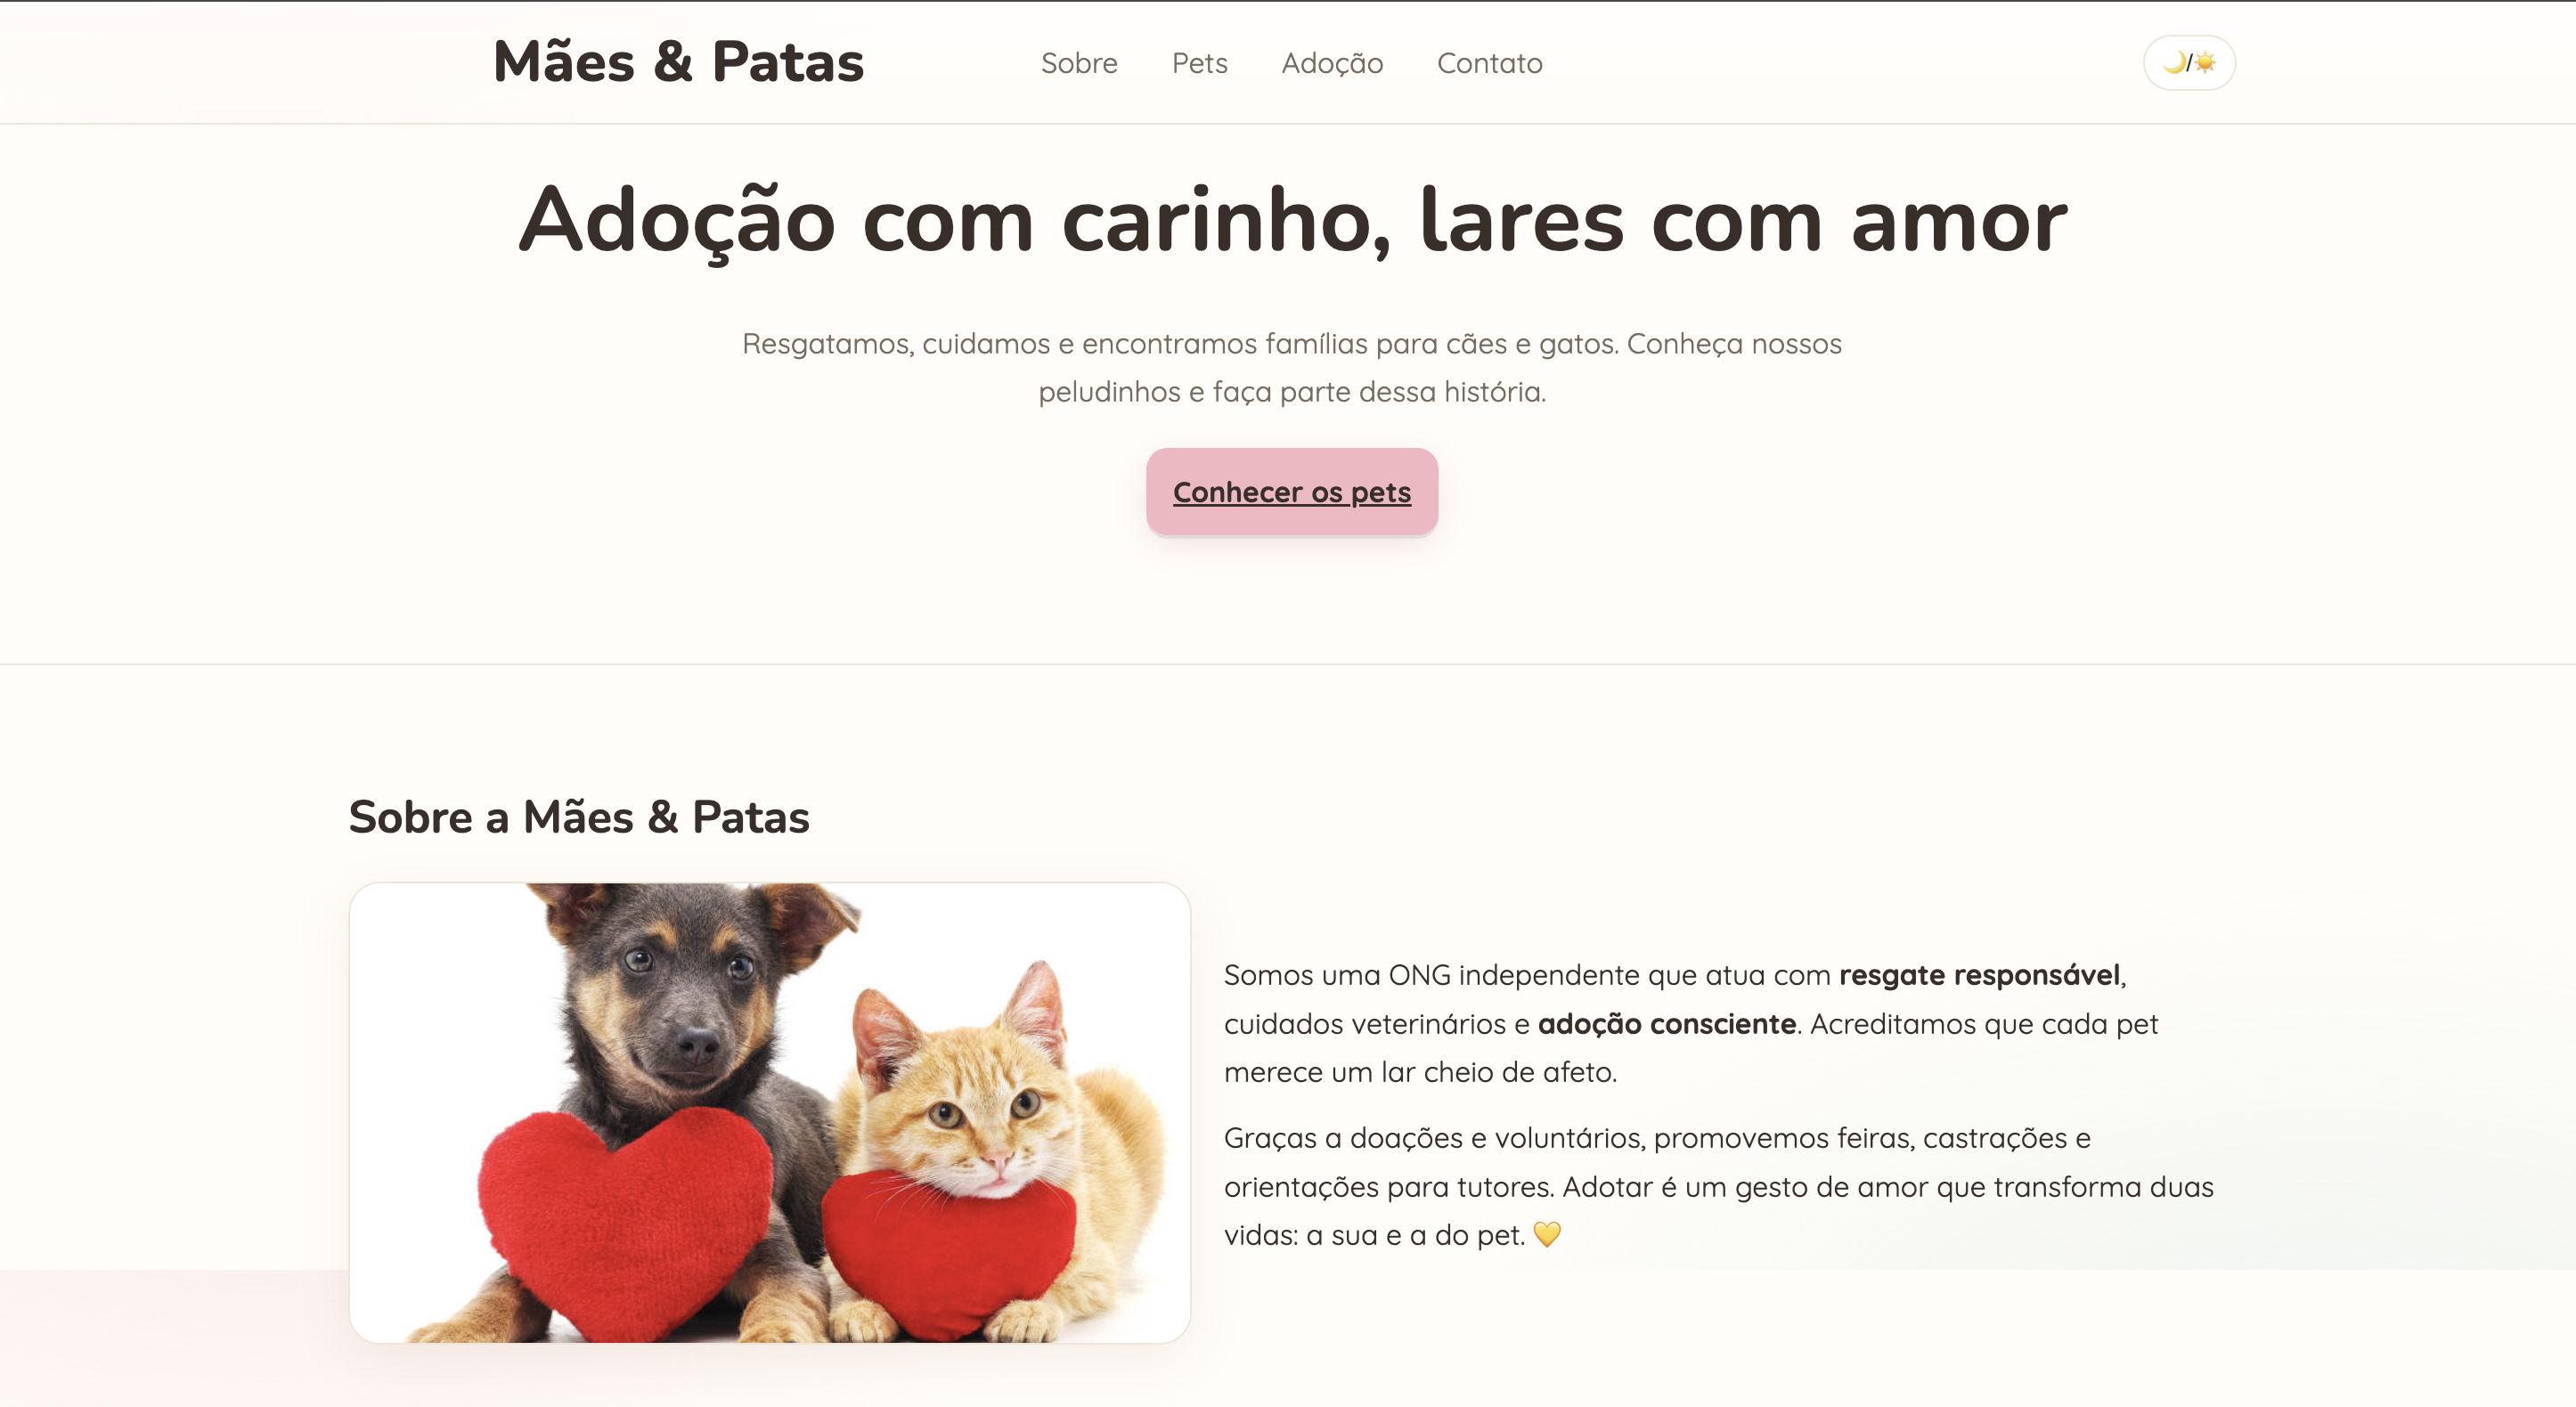 Mães & Patas
Sobre Pets Adoção Contato
🌙/☀️
Adoção com carinho, lares com amor
Resgatamos, cuidamos e encontramos famílias para cães e gatos. Conheça nossos
peludinhos e faça parte dessa história.
Conhecer os pets
Sobre a Mães & Patas
Somos uma ONG independente que atua com resgate responsável,
cuidados veterinários e adoção consciente. Acreditamos que cada pet
merece um lar cheio de afeto.
Graças a doações e voluntários, promovemos feiras, castrações e
orientações para tutores. Adotar é um gesto de amor que transforma duas
vidas: a sua e a do pet. 💛